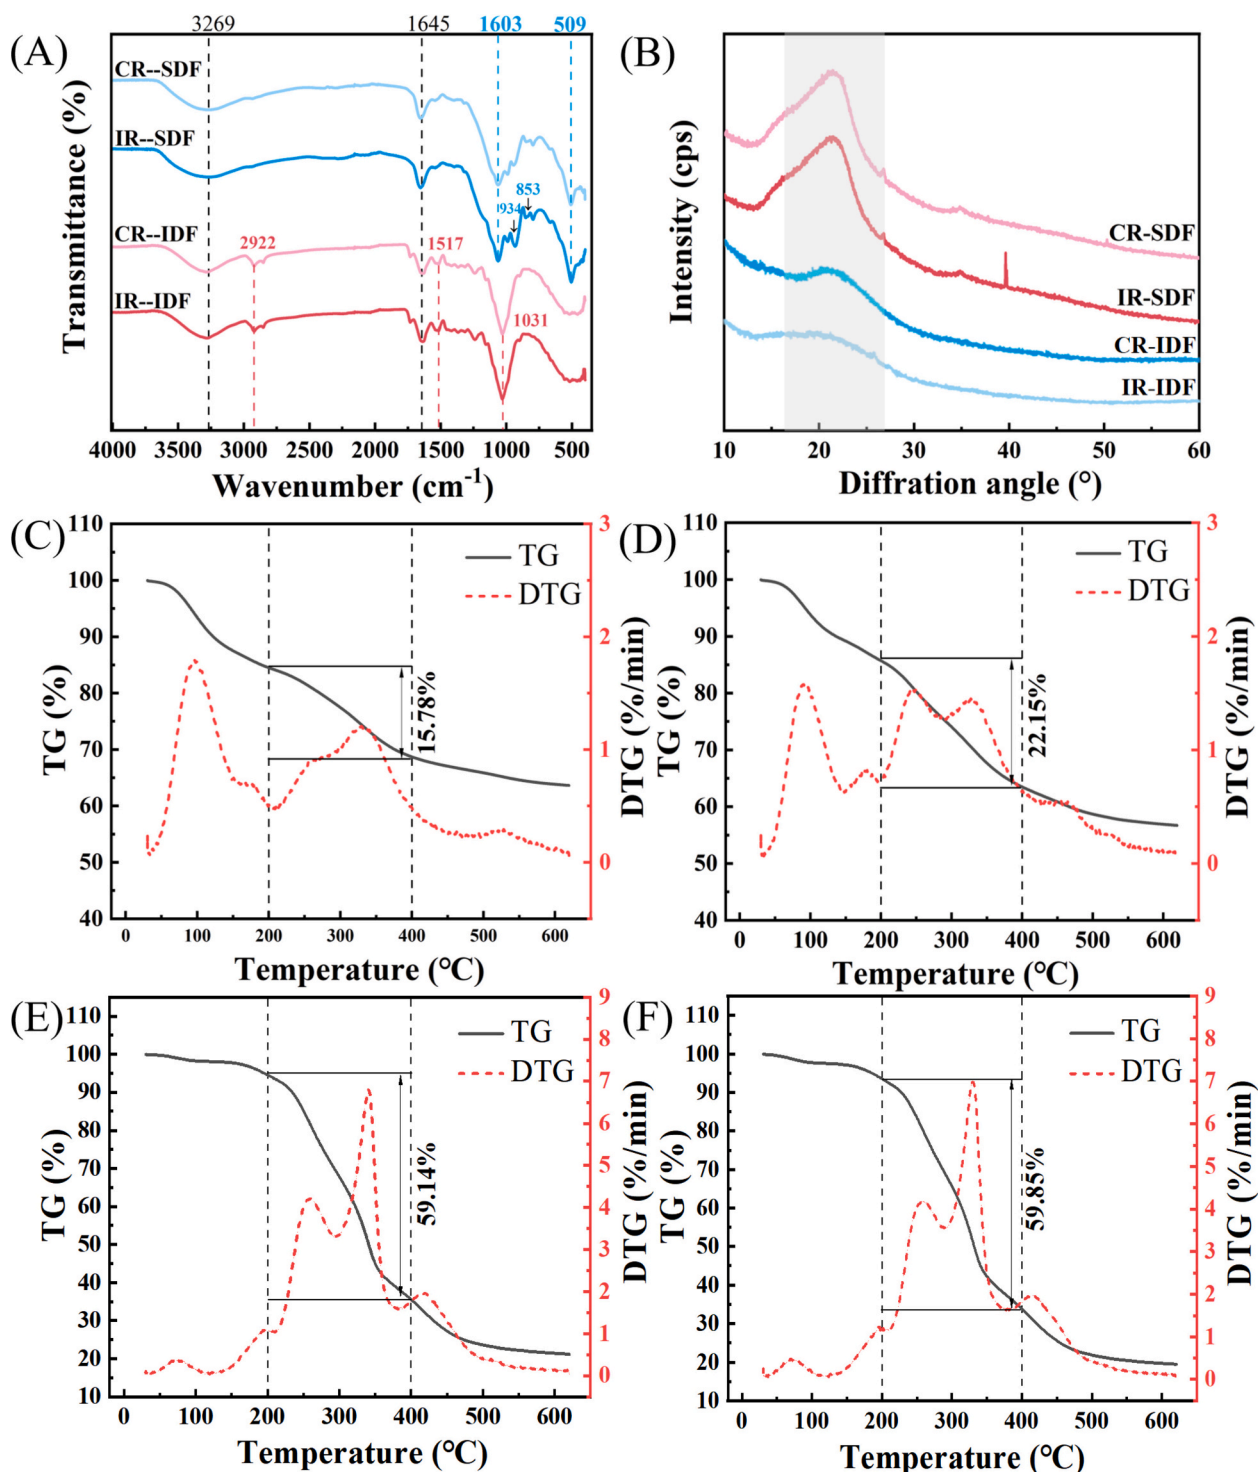 (A)
3269
1645
1603
509
CR--SDF
IR--SDF
CR--IDF
IR--IDF
2922
1517
934
853
1031
Transmittance (%)
4000 3500 3000 2500 2000 1500 1000 500
Wavenumber (cm-1)
(B)
Intensity (cps)
CR-SDF
IR-SDF
CR-IDF
IR-IDF
10 20 30 40 50 60
Diffration angle (°)
(C)
TG (%)
110
100
90
80
70
60
50
40
TG
DTG
15.78%
3
2
1
0
DTG (%/min)
0 100 200 300 400 500 600
Temperature (°C)
(D)
TG (%)
110
100
90
80
70
60
50
40
TG
DTG
22.15%
3
2
1
0
DTG (%/min)
0 100 200 300 400 500 600
Temperature (°C)
(E)
TG (%)
110
100
90
80
70
60
50
40
30
20
10
TG
DTG
59.14%
9
8
7
6
5
4
3
2
1
0
DTG (%/min)
0 100 200 300 400 500 600
Temperature (°C)
(F)
TG (%)
110
100
90
80
70
60
50
40
30
20
10
TG
DTG
59.85%
9
8
7
6
5
4
3
2
1
0
DTG (%/min)
0 100 200 300 400 500 600
Temperature (°C)